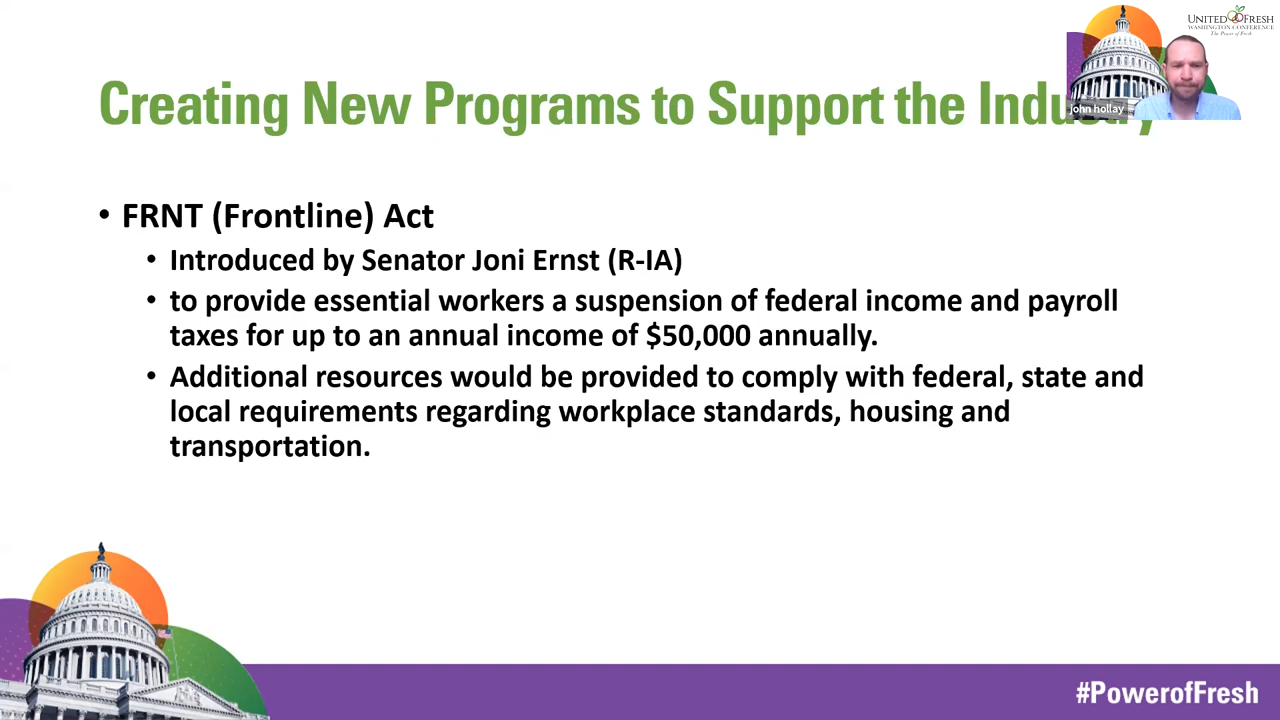 UNITED FRESH
WASHINGTON CONFERENCE
The Power of Fresh
john hollay
Creating New Programs to Support the Industry
• FRNT (Frontline) Act
• Introduced by Senator Joni Ernst (R-IA)
• to provide essential workers a suspension of federal income and payroll
taxes for up to an annual income of $50,000 annually.
• Additional resources would be provided to comply with federal, state and
local requirements regarding workplace standards, housing and
transportation.
#PowerofFresh